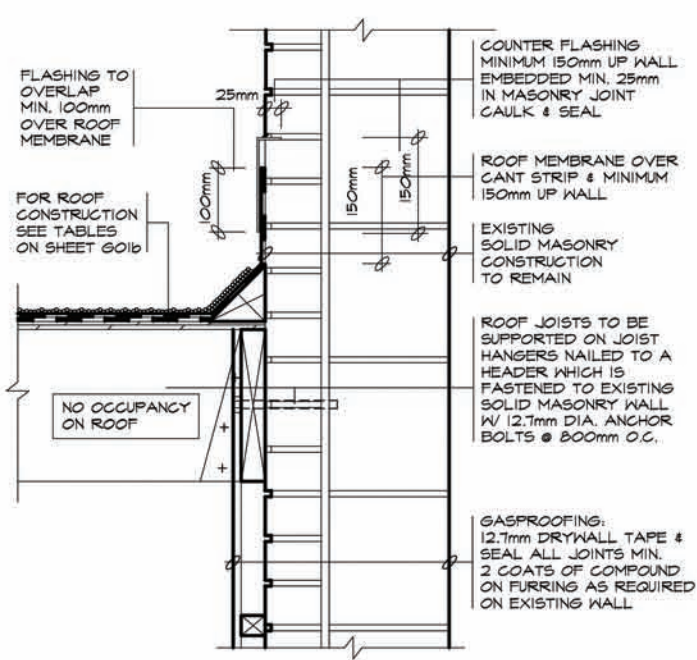 FLASHING TO
OVERLAP
MIN. 100mm
OVER ROOF
MEMBRANE
25mm
COUNTER FLASHING
MINIMUM 150mm UP WALL
EMBEDDED MIN. 25mm
IN MASONRY JOINT
CAULK & SEAL
FOR ROOF
CONSTRUCTION
SEE TABLES
ON SHEET G016
100mm
150mm
150mm
ROOF MEMBRANE OVER
CANT STRIP & MINIMUM
150mm UP WALL
EXISTING
SOLID MASONRY
CONSTRUCTION
TO REMAIN
ROOF JOISTS TO BE
SUPPORTED ON JOIST
HANGERS NAILED TO A
HEADER WHICH IS
FASTENED TO EXISTING
SOLID MASONRY WALL
W/ 12.7mm DIA. ANCHOR
BOLTS @ 800mm O.C.
NO OCCUPANCY
ON ROOF
GASPROOFING:
12.7mm DRYWALL TAPE &
SEAL ALL JOINTS MIN.
2 COATS OF COMPOUND
ON FURRING AS REQUIRED
ON EXISTING WALL